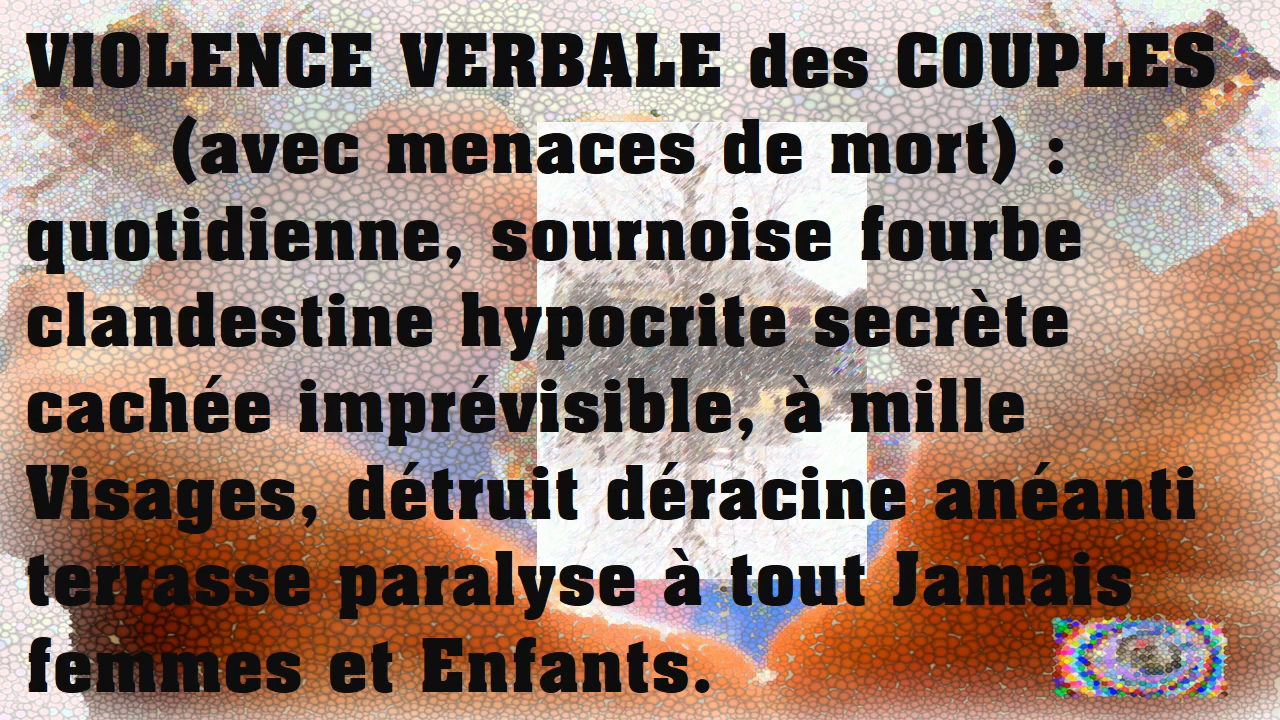 VIOLENCE VERBALE des COUPLES
(avec menaces de mort) :
quotidienne, sournoise fourbe
clandestine hypocrite secrète
cachée imprévisible, à mille
Visages, détruit déracine anéanti
terrasse paralyse à tout Jamais
femmes et Enfants.